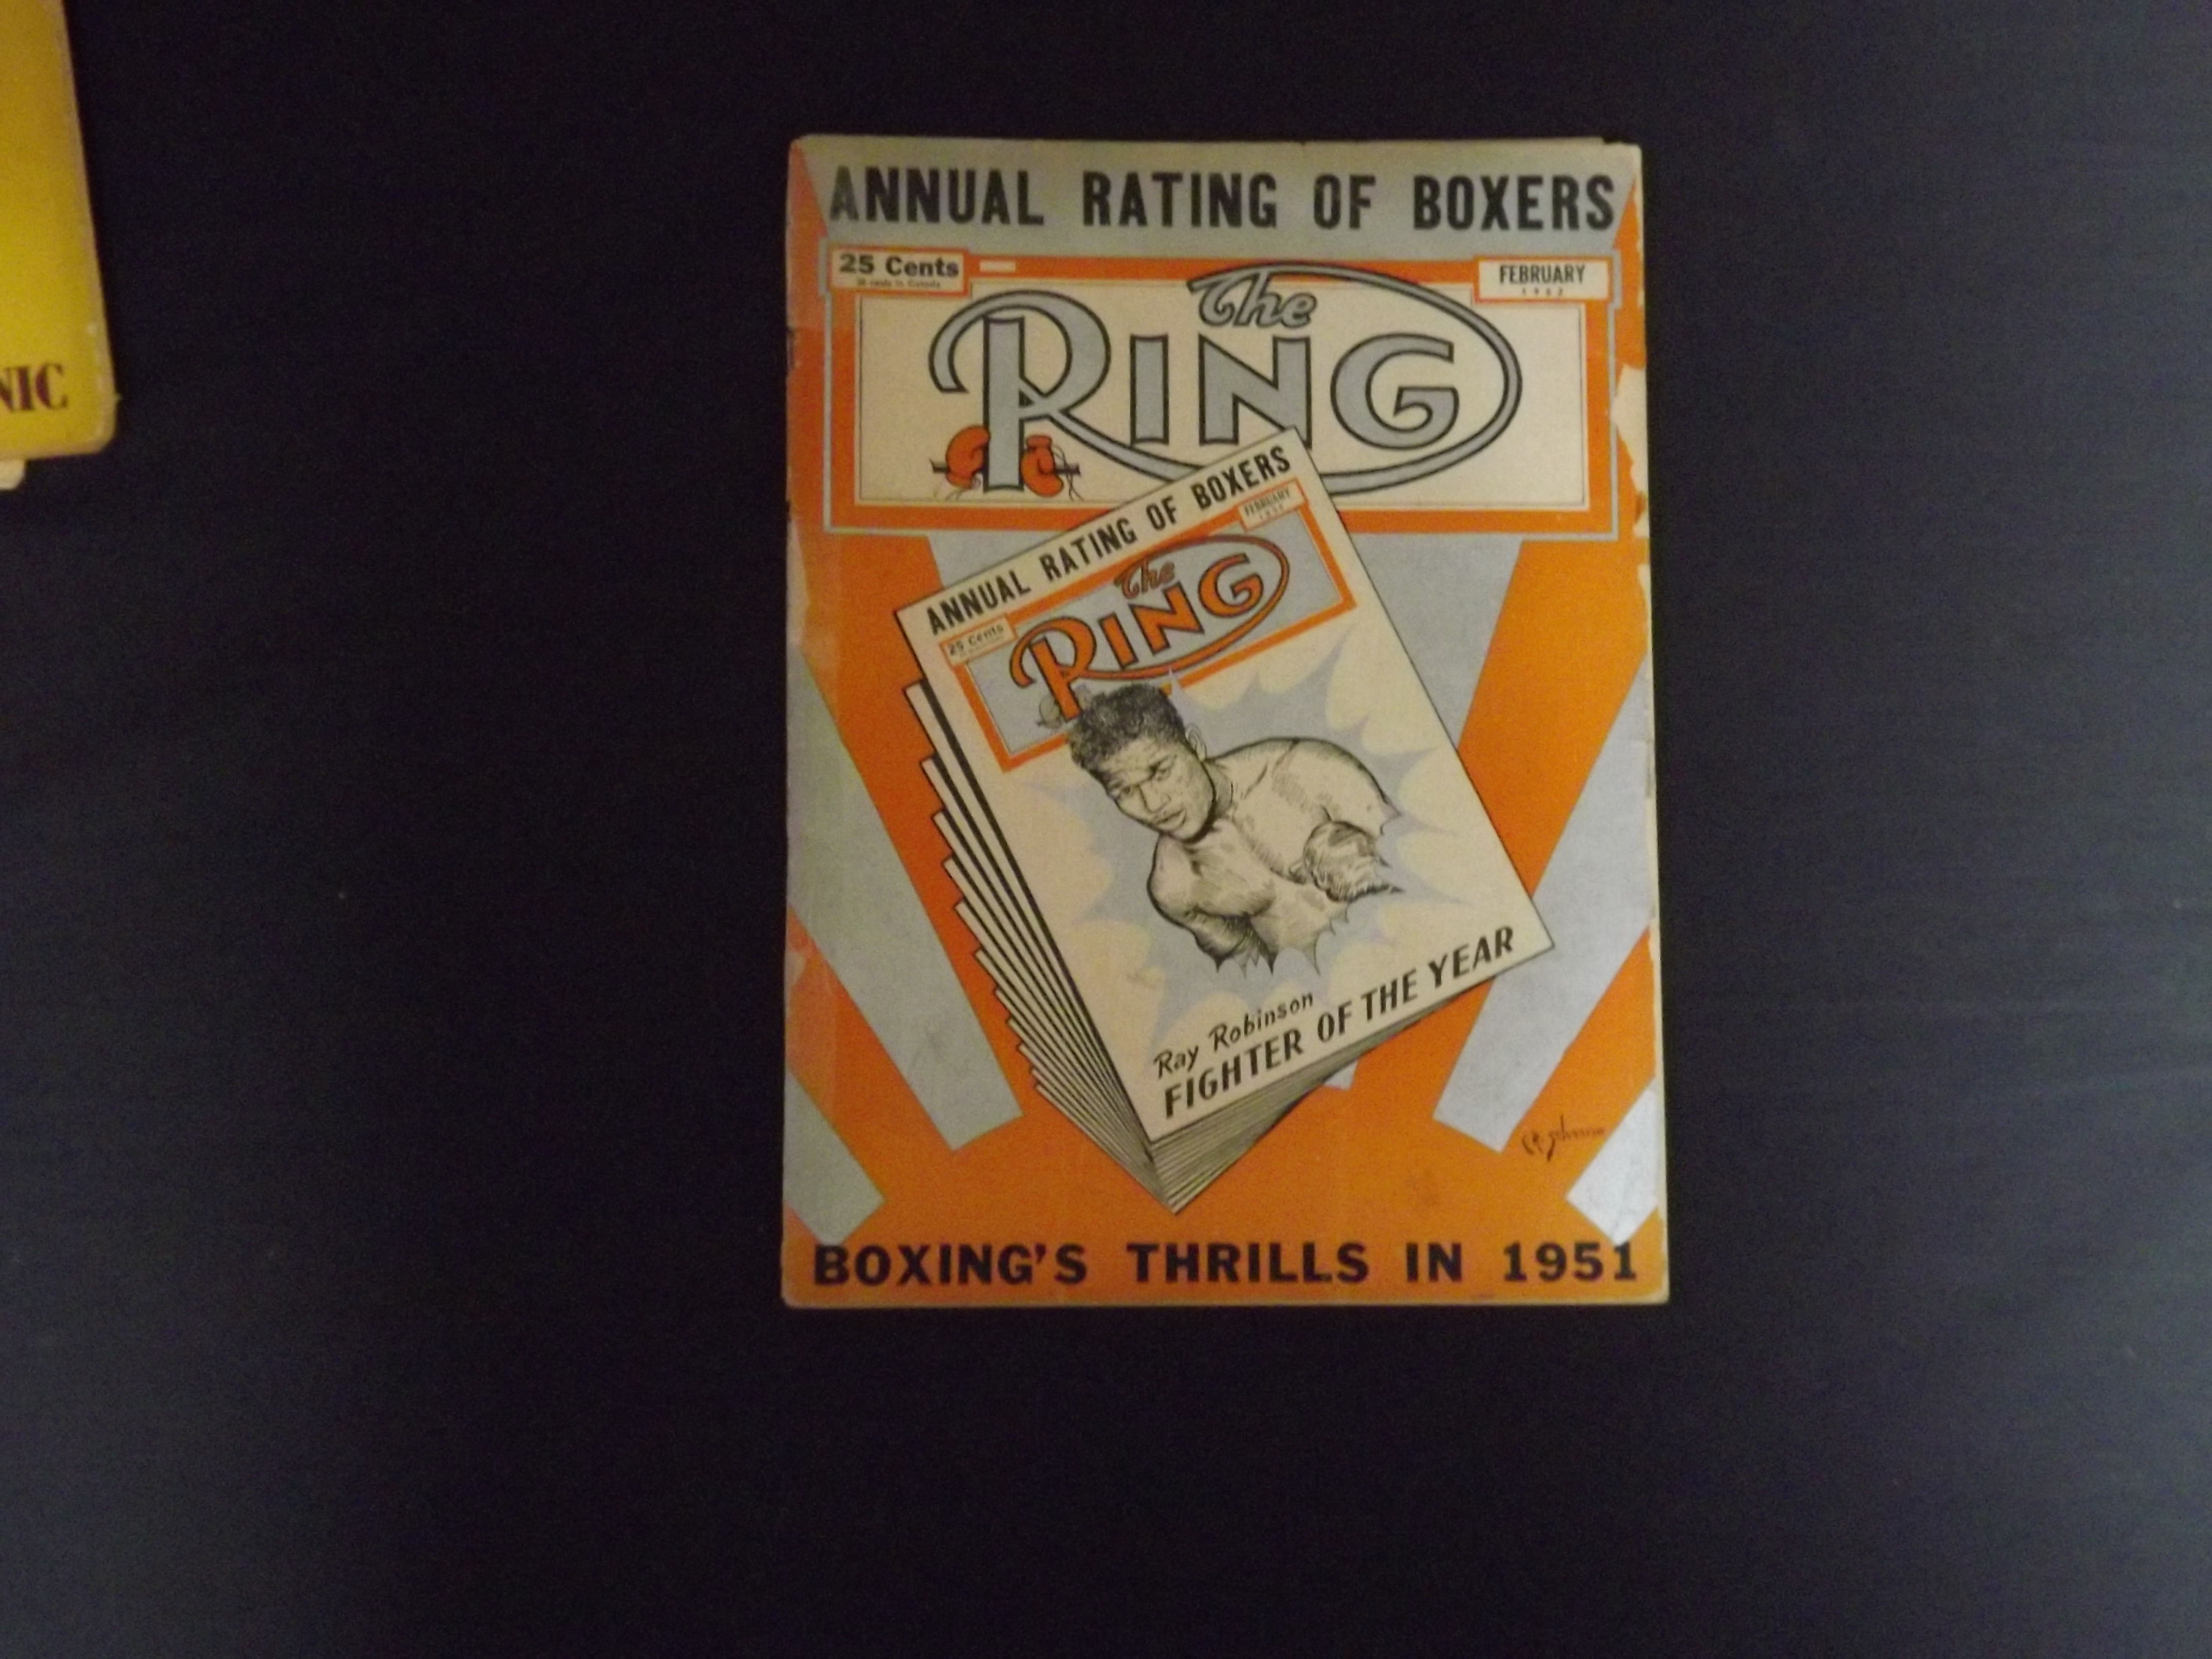 NIC
ANNUAL RATING OF BOXERS
25 Cents
FEBRUARY
The
RING
ANNUAL RATING OF BOXERS
25 Cents
FEBRUARY
The
RING
Ray Robinson
FIGHTER OF THE YEAR
BOXING'S THRILLS IN 1951